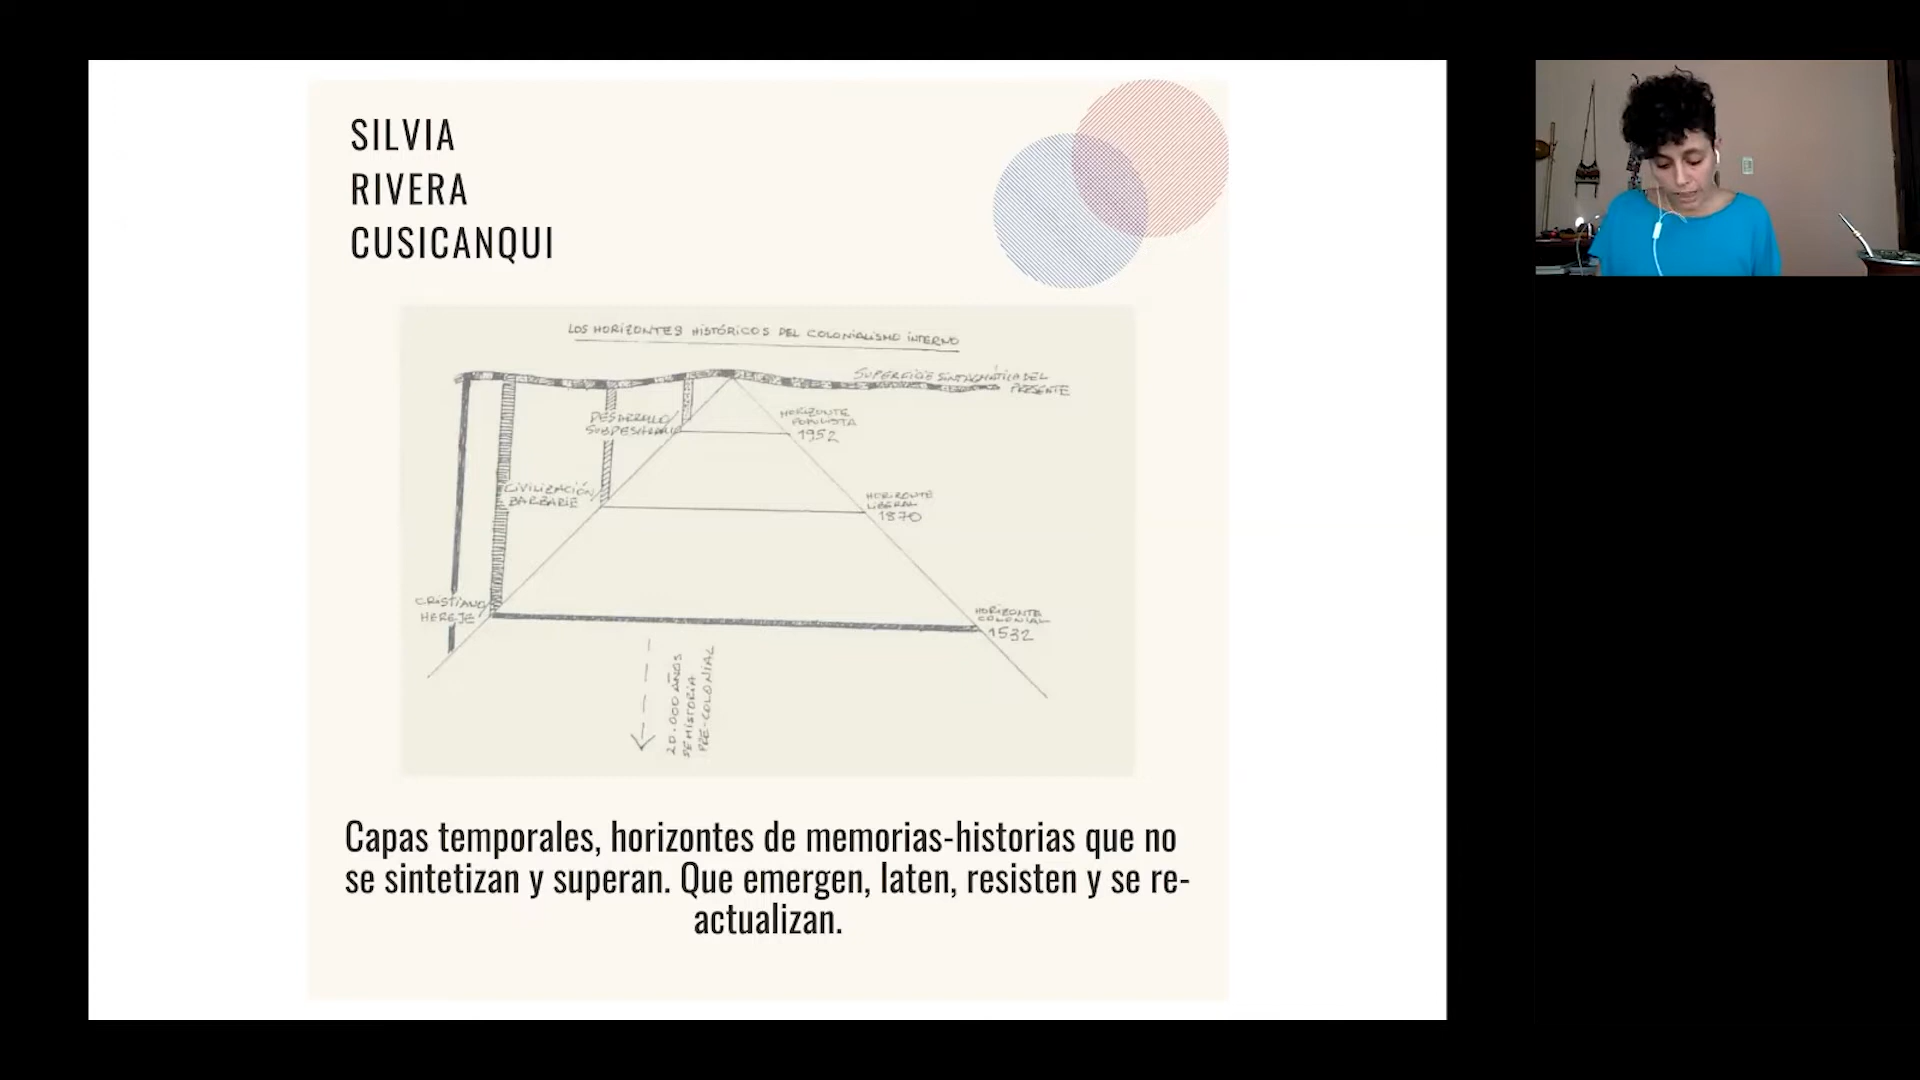 SILVIA
RIVERA
CUSICANQUI
LOS HORIZONTES HISTÓRICOS DEL COLONIALISMO INTERNO
SUPERFICIE SINTAGMÁTICA DEL
PRESENTE
DESARROLLO
SUBDESARROLLO
HORIZONTE
POPULISTA
1952
CIVILIZACIÓN
BARBARIE
HORIZONTE
LIBERAL
1870
CRISTIANO
HEREJE
HORIZONTE
COLONIAL
1532
20.000 AÑOS
DE HISTORIA
PRE-COLONIAL
Capas temporales, horizontes de memorias-historias que no
se sintetizan y superan. Que emergen, laten, resisten y se re-
actualizan.